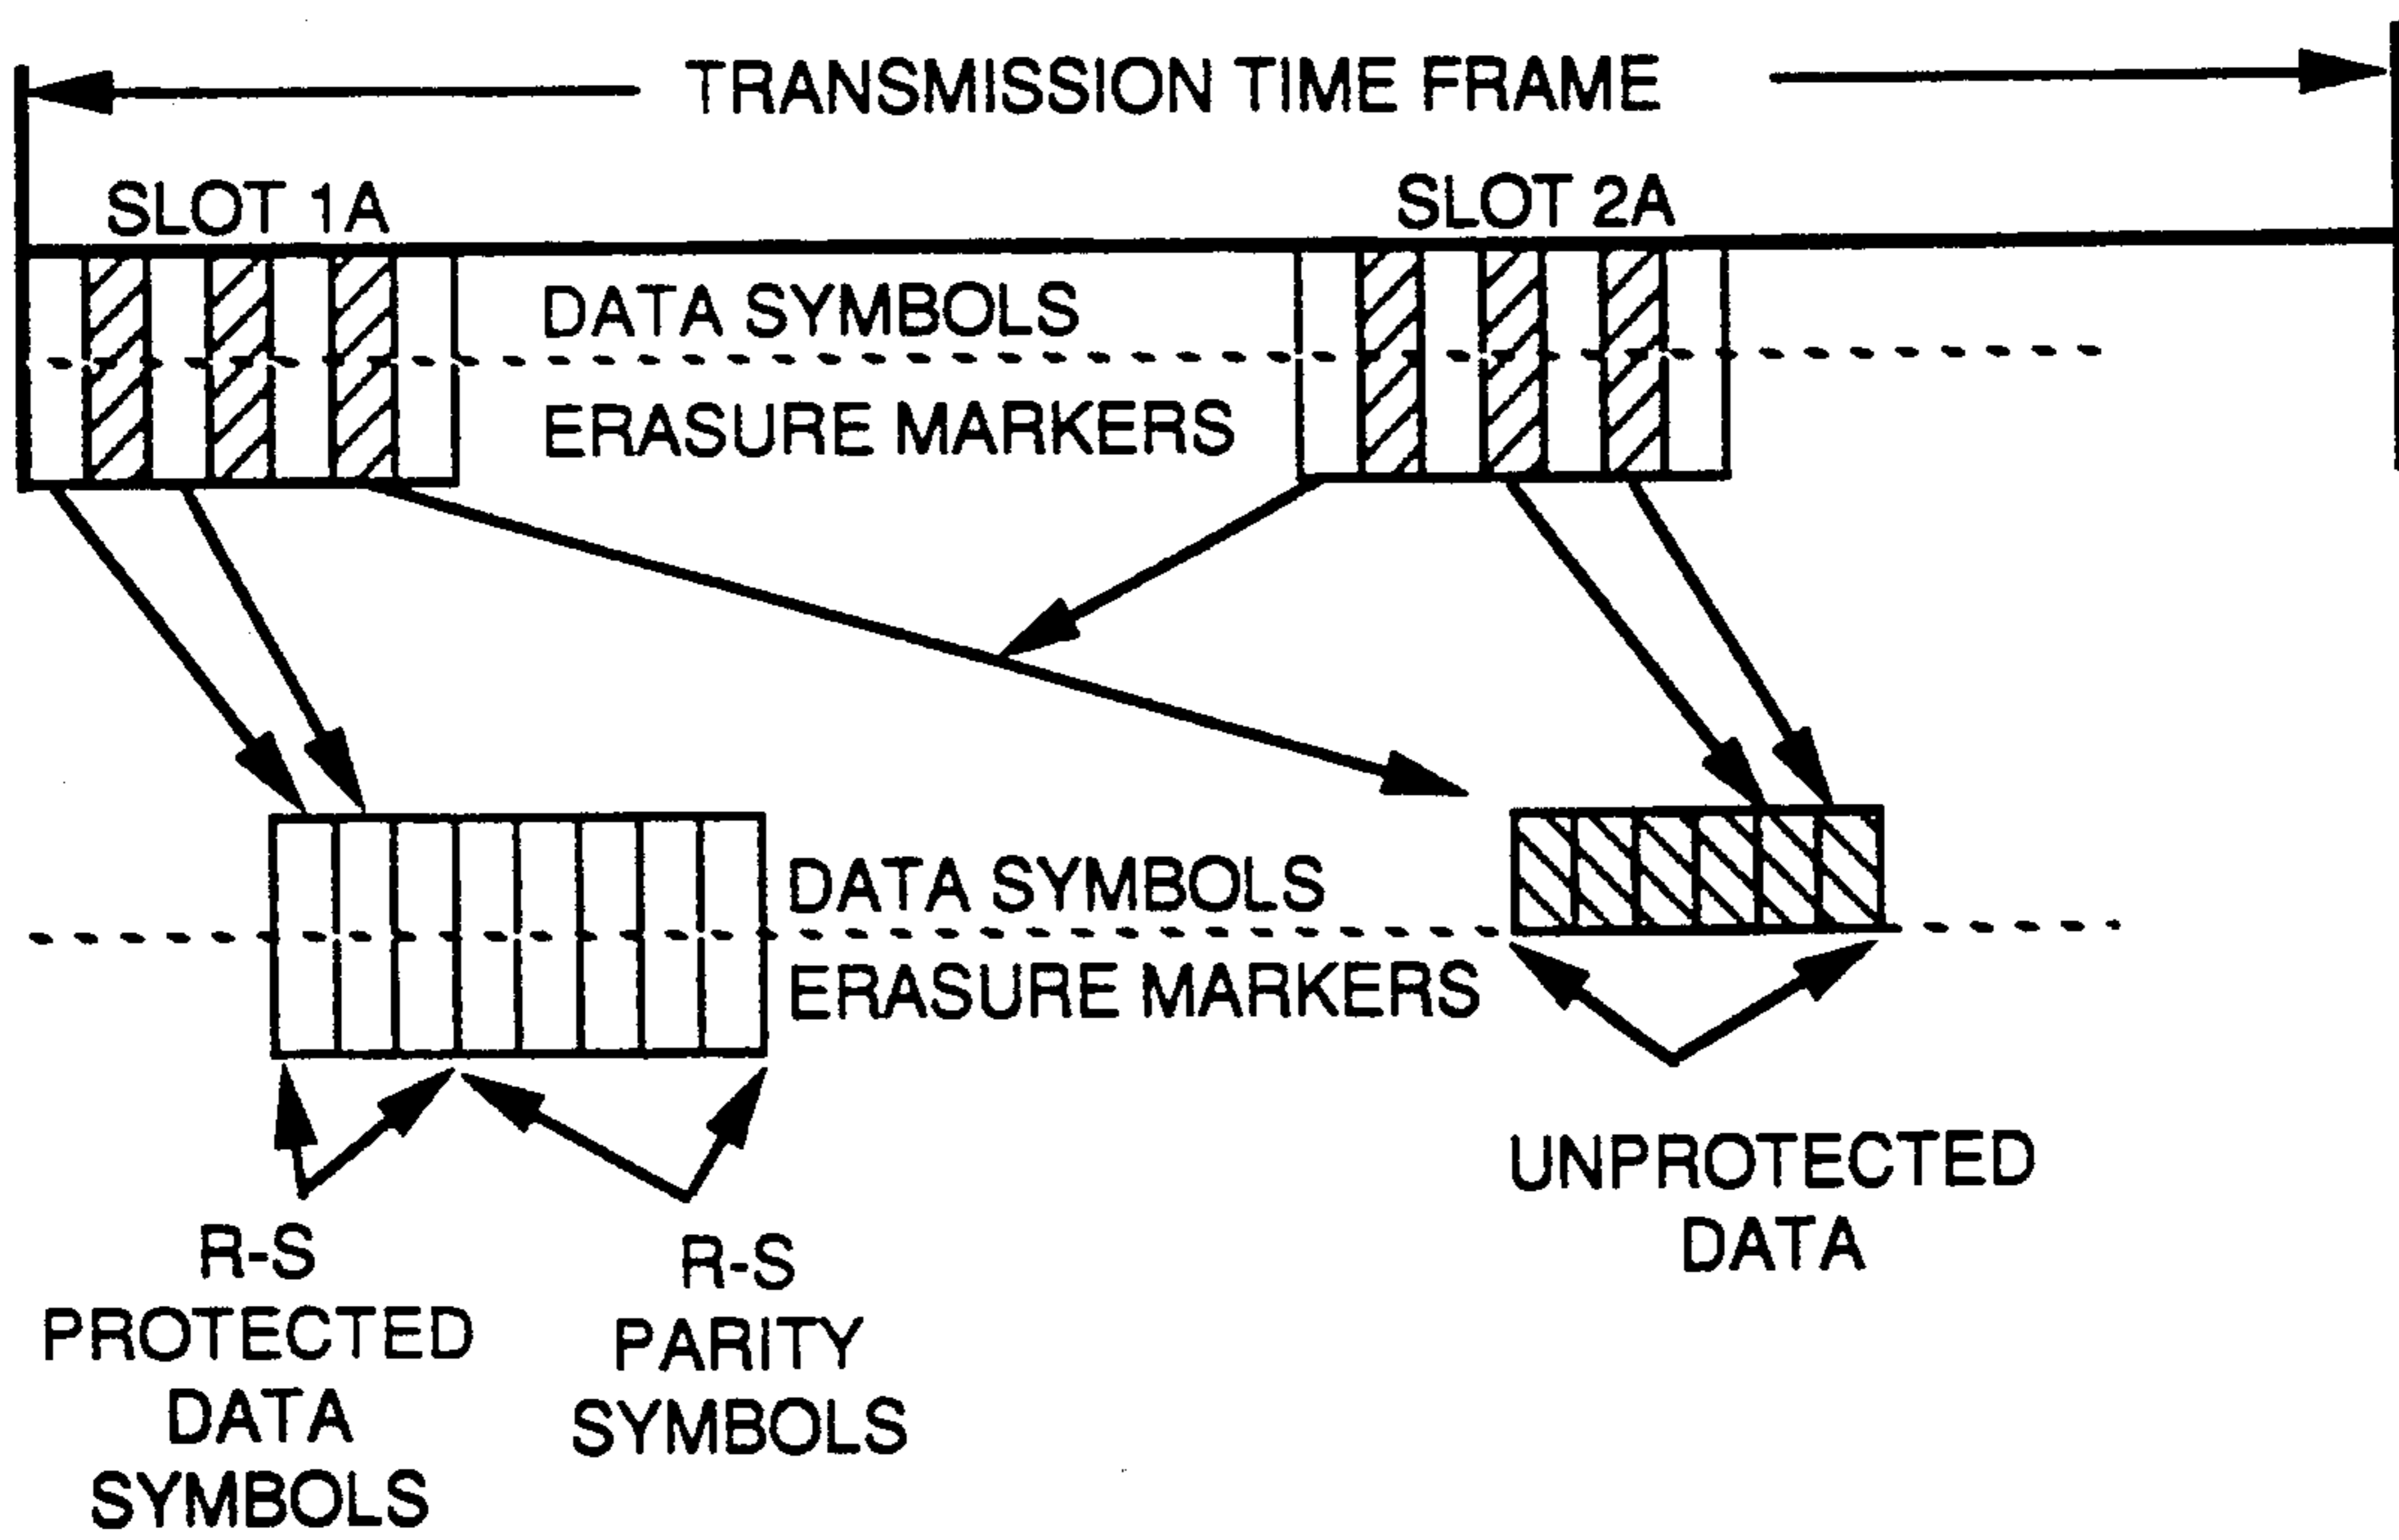 TRANSMISSION TIME FRAME
SLOT 1A
SLOT 2A
DATA SYMBOLS
ERASURE MARKERS
DATA SYMBOLS
ERASURE MARKERS
R-S
PROTECTED
DATA
SYMBOLS
R-S
PARITY
SYMBOLS
UNPROTECTED
DATA